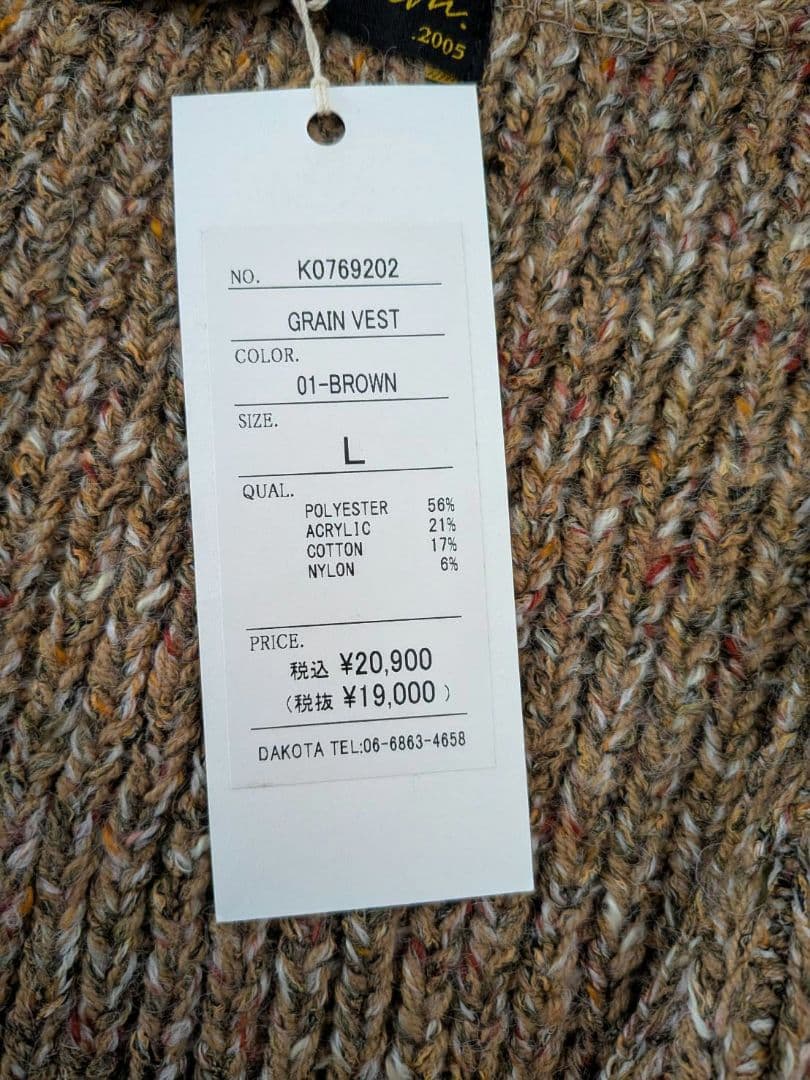 .2005
NO. K0769202
GRAIN VEST
COLOR.
01-BROWN
SIZE.
L
QUAL.
POLYESTER 56%
ACRYLIC 21%
COTTON 17%
NYLON 6%
PRICE.
税込 ¥20,900
(税抜 ¥19,000 )
DAKOTA TEL:06-6863-4658